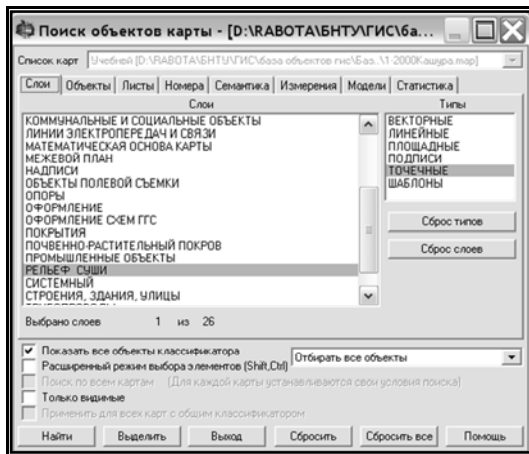 Поиск объектов карты - [D:\RABOTA\БНТУ\ГИС\ба...
Список карт Учебной [D:\RABOTA\БНТУ\ГИС\база объектов гис\Баз..\1-2000Кашура.map]
Слои Объекты Листы Номера Семантика Измерения Модели Статистика
Слои
КОММУНАЛЬНЫЕ И СОЦИАЛЬНЫЕ ОБЪЕКТЫ
ЛИНИИ ЭЛЕКТРОПЕРЕДАЧ И СВЯЗИ
МАТЕМАТИЧЕСКАЯ ОСНОВА КАРТЫ
МЕЖЕВОЙ ПЛАН
НАДПИСИ
ОБЪЕКТЫ ПОЛЕВОЙ СЪЕМКИ
ОПОРЫ
ОФОРМЛЕНИЕ
ОФОРМЛЕНИЕ СХЕМ ГГС
ПОКРЫТИЯ
ПОЧВЕННО-РАСТИТЕЛЬНЫЙ ПОКРОВ
ПРОМЫШЛЕННЫЕ ОБЪЕКТЫ
РЕЛЬЕФ СУШИ
СИСТЕМНЫЙ
СТРОЕНИЯ, ЗДАНИЯ, УЛИЦЫ
Типы
ВЕКТОРНЫЕ
ЛИНЕЙНЫЕ
ПЛОЩАДНЫЕ
ПОДПИСИ
ТОЧЕЧНЫЕ
ШАБЛОНЫ
Сброс типов
Сброс слоев
Выбрано слоев 1 из 26
Показать все объекты классификатора
Расширенный режим выбора элементов (Shift,Ctrl)
Отбирать все объекты
Поиск по всем картам (Для каждой карты устанавливаются свои условия поиска)
Только видимые
Применить для всех карт с общим классификатором
Найти Выделить Выход Сбросить Сбросить все Помощь